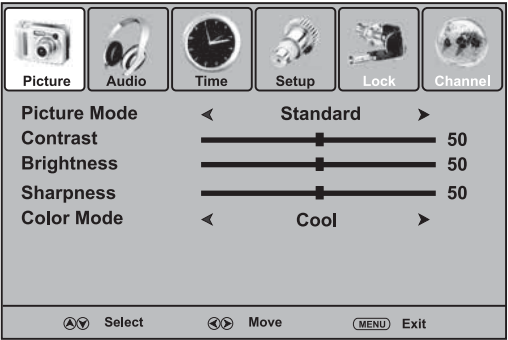 Picture Audio Time Setup Lock Channel
Picture Mode Standard
Contrast 50
Brightness 50
Sharpness 50
Color Mode Cool
Select Move MENU Exit